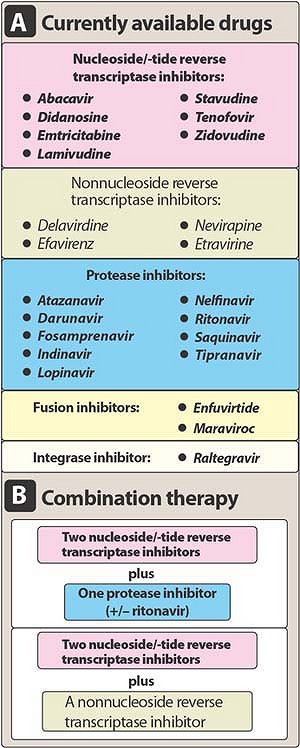 A Currently available drugs
Nucleoside/-tide reverse
transcriptase inhibitors:
● Abacavir
● Didanosine
● Emtricitabine
● Lamivudine
● Stavudine
● Tenofovir
● Zidovudine
Nonnucleoside reverse
transcriptase inhibitors:
● Delavirdine
● Efavirenz
● Nevirapine
● Etravirine
Protease inhibitors:
● Atazanavir
● Darunavir
● Fosamprenavir
● Indinavir
● Lopinavir
● Nelfinavir
● Ritonavir
● Saquinavir
● Tipranavir
Fusion inhibitors:
● Enfuvirtide
● Maraviroc
Integrase inhibitor:
● Raltegravir
B Combination therapy
Two nucleoside/-tide reverse
transcriptase inhibitors
plus
One protease inhibitor
(+/– ritonavir)
Two nucleoside/-tide reverse
transcriptase inhibitors
plus
A nonnucleoside reverse
transcriptase inhibitor